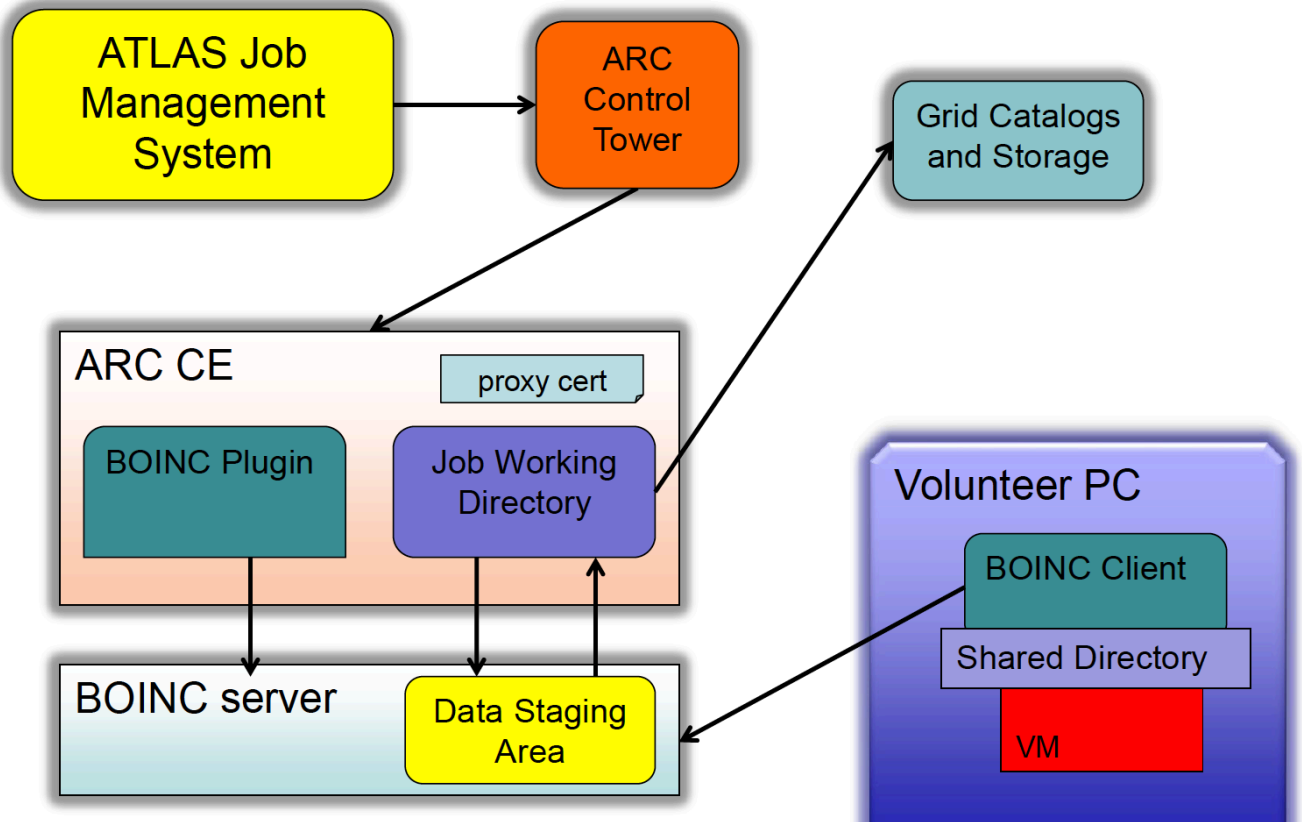 ATLAS Job
Management
System
ARC
Control
Tower
Grid Catalogs
and Storage
ARC CE
proxy cert
BOINC Plugin
Job Working
Directory
Volunteer PC
BOINC Client
Shared Directory
VM
BOINC server
Data Staging
Area